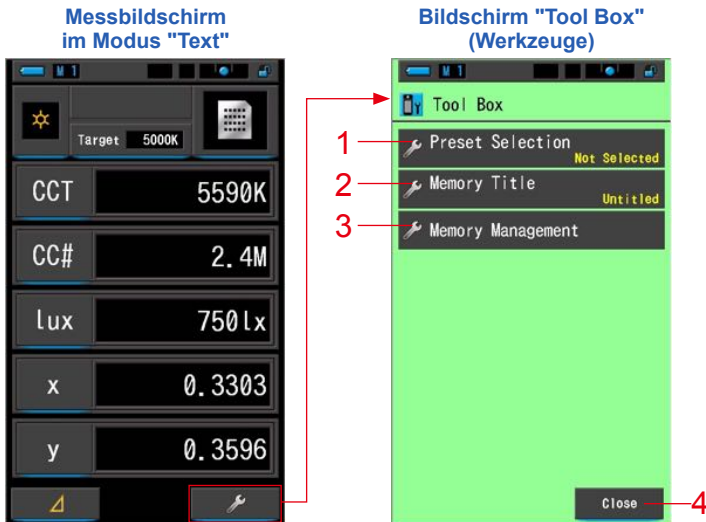 Messbildschirm
im Modus "Text"
M 1
Target 5000K
CCT 5590K
CC# 2.4M
lux 750lx
x 0.3303
y 0.3596
Bildschirm "Tool Box"
(Werkzeuge)
M 1
Tool Box
1 Preset Selection
Not Selected
2 Memory Title
Untitled
3 Memory Management
Close 4